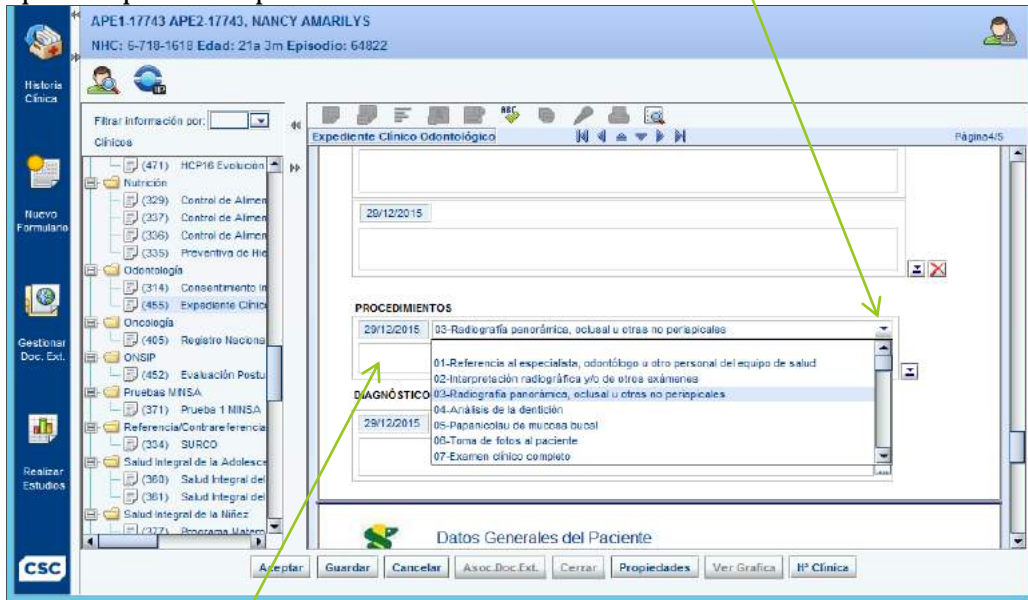 APE1-17743 APE2-17743, NANCY AMARILYS
NHC: 6-718-1618 Edad: 21a 3m Episodio: 64822
Historia
Clínica
Nuevo
Formulario
Gestionar
Doc. Ext.
Realizar
Estudios
CSC
Filtrar información por:
Clínicos
(471) HCP16 Evolución
Nutrición
(329) Control de Alimen
(337) Control de Alimen
(336) Control de Alimen
(335) Preventiva de Hie
Odontología
(314) Consentimiento in
(455) Expediente Clínico
Oncología
(405) Registro Naciona
ONSIP
(452) Evaluación Postu
Pruebas MINSA
(371) Prueba 1 MINSA
Referencia/Contrareferencia
(334) SURCO
Salud Integral de la Adolesce
(360) Salud Integral del
(361) Salud Integral del
Salud Integral de la Niñez
(377) Programa Matern
ABC
Expediente Clínico Odontológico
Página4/5
29/12/2015
PROCEDIMIENTOS
29/12/2015 03-Radiografía panorámica, oclusal u otras no periapicales
01-Referencia al especialista, odontólogo u otro personal del equipo de salud
02-Interpretación radiográfica y/o de otros exámenes
03-Radiografía panorámica, oclusal u otras no periapicales
04-Análisis de la dentición
05-Papanicolau de mucosa bucal
06-Toma de fotos al paciente
07-Examen clínico completo
DIAGNÓSTICO
29/12/2015
Datos Generales del Paciente
Aceptar Guardar Cancelar Asoc.Doc.Ext. Cerrar Propiedades Ver Grafica Hª Clínica